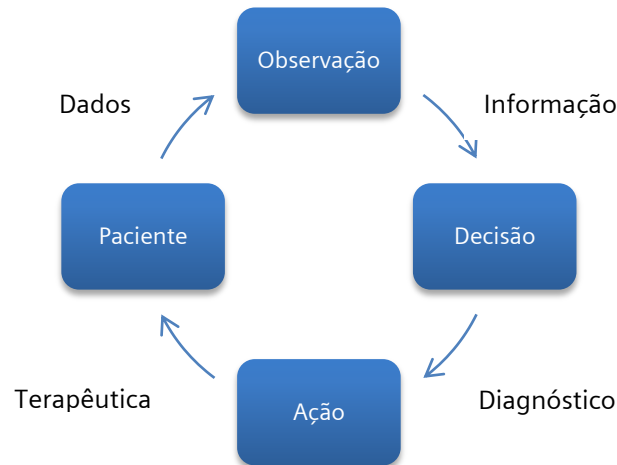 Observação
Dados
Informação
Paciente
Decisão
Terapêutica
Ação
Diagnóstico